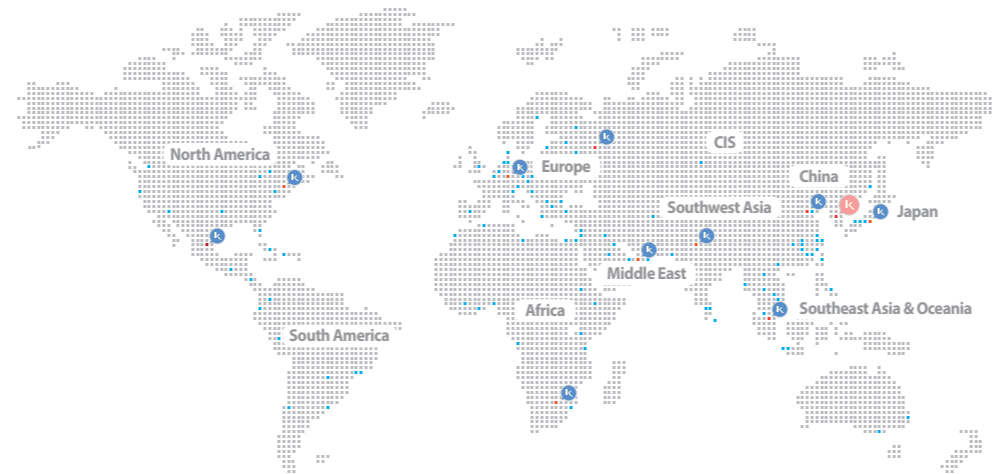 North America
Europe
CIS
China
Southwest Asia
Japan
Middle East
Africa
Southeast Asia & Oceania
South America
k
k
k
k
k
k
k
k
k
k
k